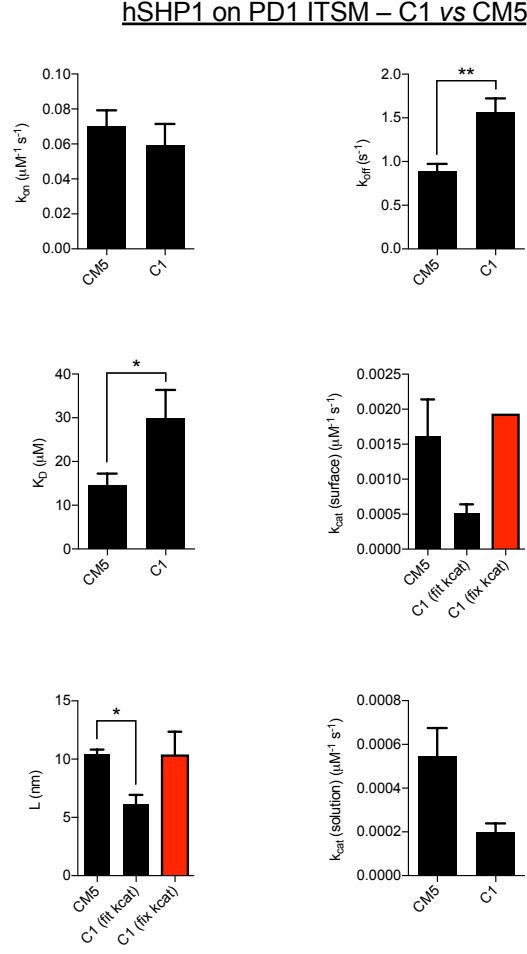 hSHP1 on PD1 ITSM – C1 vs CM5
kon (μM-1 s-1)
0.10
0.08
0.06
0.04
0.02
0.00
CM5
C1
koff (s-1)
2.0
1.5
1.0
0.5
0.0
**
CM5
C1
KD (μM)
40
30
20
10
0
*
CM5
C1
kcat (surface) (μM-1 s-1)
0.0025
0.0020
0.0015
0.0010
0.0005
0.0000
CM5
C1 (fit kcat)
C1 (fix kcat)
L (nm)
15
10
5
0
*
CM5
C1 (fit kcat)
C1 (fix kcat)
kcat (solution) (μM-1 s-1)
0.0008
0.0006
0.0004
0.0002
0.0000
CM5
C1